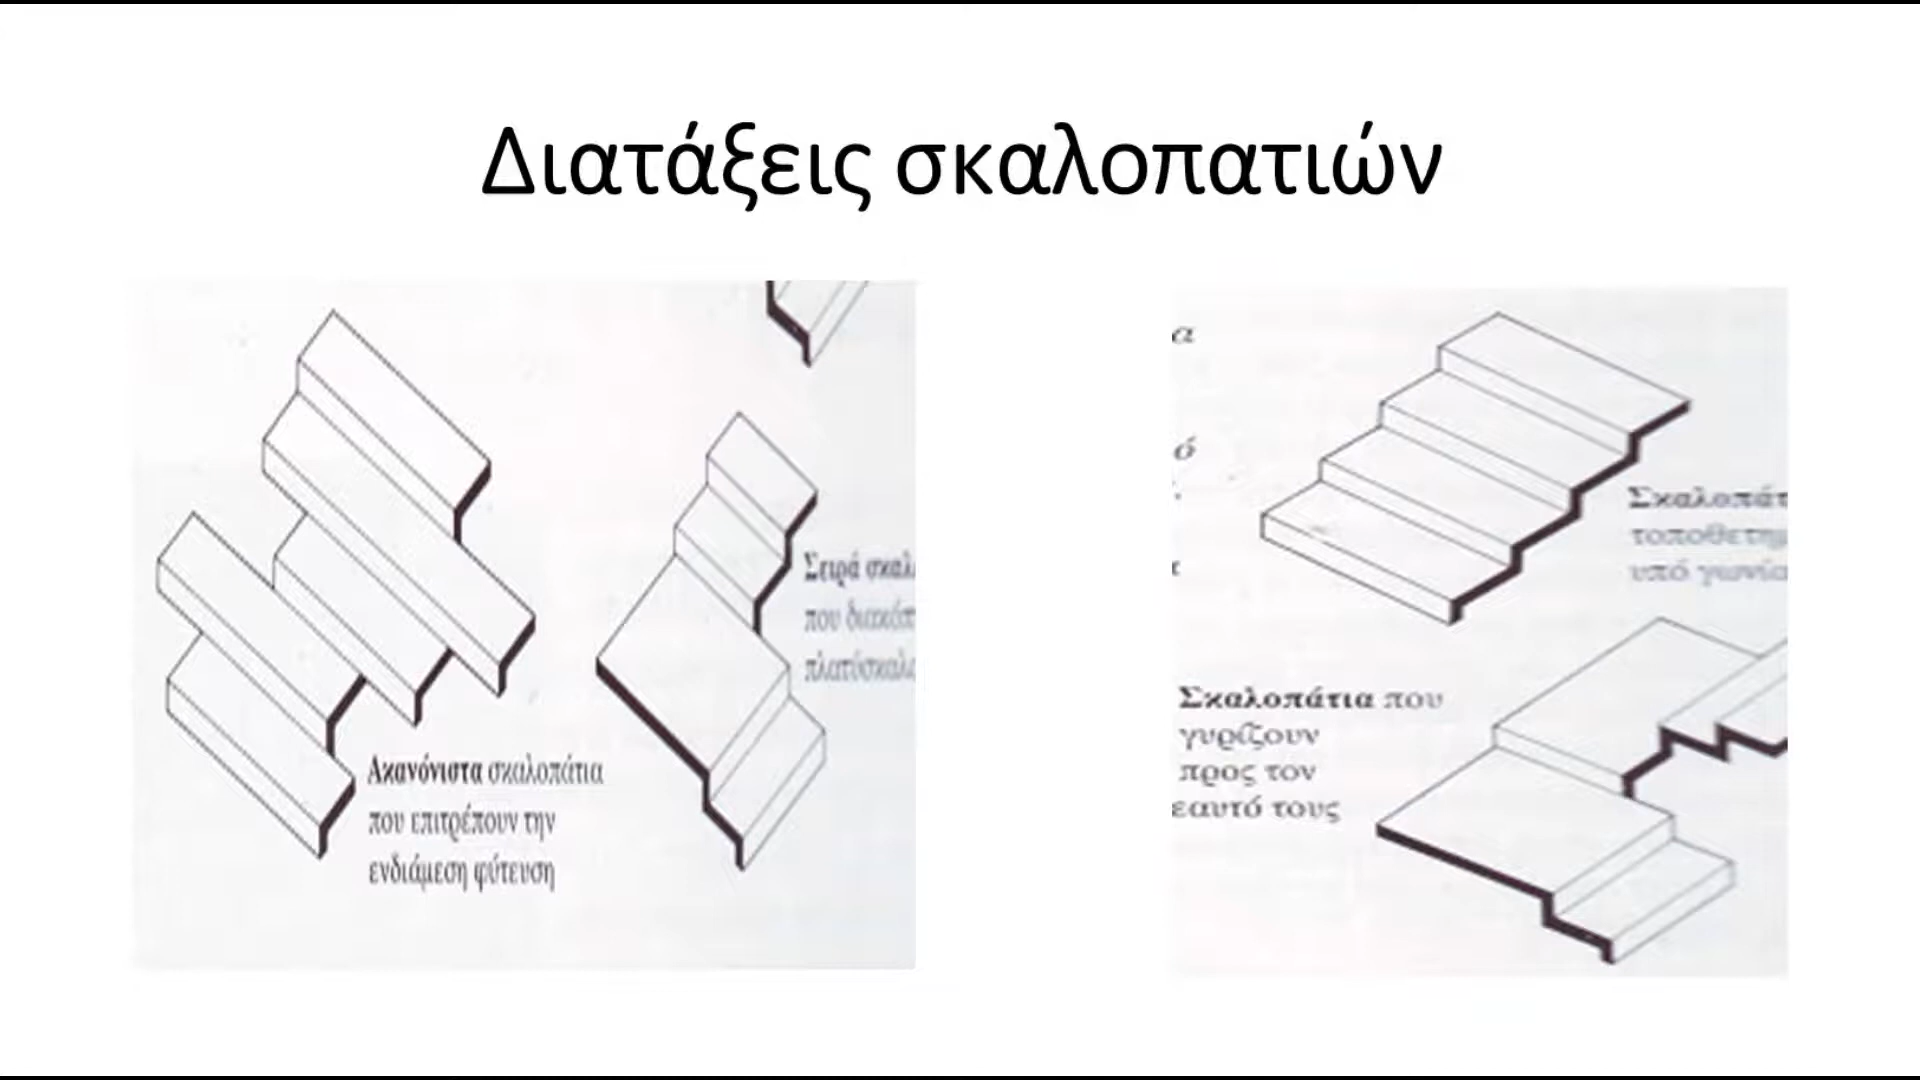 Διατάξεις σκαλοπατιών
Σειρά
που
Ακανόνιστα σκαλοπάτια
που επιτρέπουν την
ενδιάμεση φύτευση
α
ό
υπό
Σκαλοπάτια που
γυρίζουν
προς τον
εαυτό τους